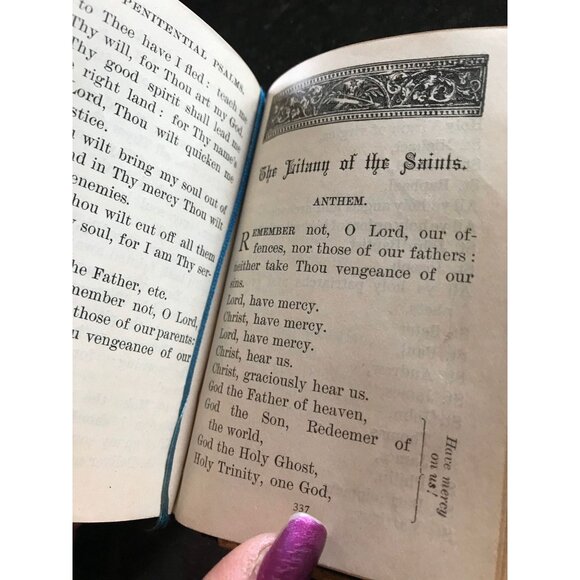 PENITENTIAL PSALMS.
to Thee have I fled: teach me
Thy will, for Thou art my God.
Thy good spirit shall lead me
right land: for Thy name's
Lord, Thou wilt quicken me
stice.
u wilt bring my soul out of
nd in Thy mercy Thou wilt
enemies.
hou wilt cut off all them
y soul, for I am Thy ser-
the Father, etc.
member not, O Lord,
those of our parents:
u vengeance of our
The Litany of the Saints.
ANTHEM.
REMEMBER not, O Lord, our of-
fences, nor those of our fathers:
neither take Thou vengeance of our
sins.
Lord, have mercy.
Christ, have mercy.
Lord, have mercy.
Christ, hear us.
Christ, graciously hear us.
God the Father of heaven,
God the Son, Redeemer of
the world,
God the Holy Ghost,
Holy Trinity, one God,
Have mercy
on us!
337